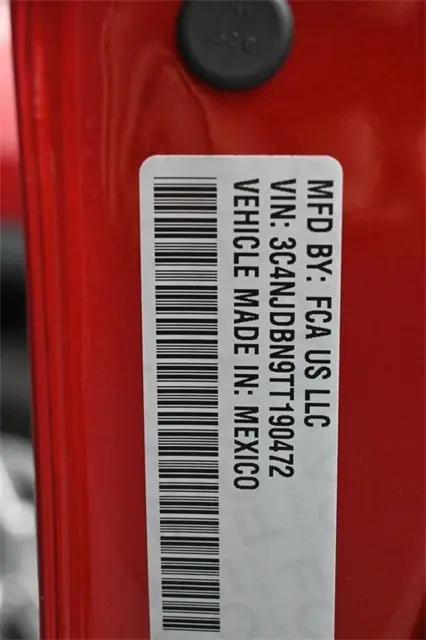 MFD BY: FCA US LLC
VIN: 3C4NJDBN9TT190472
VEHICLE MADE IN: MEXICO